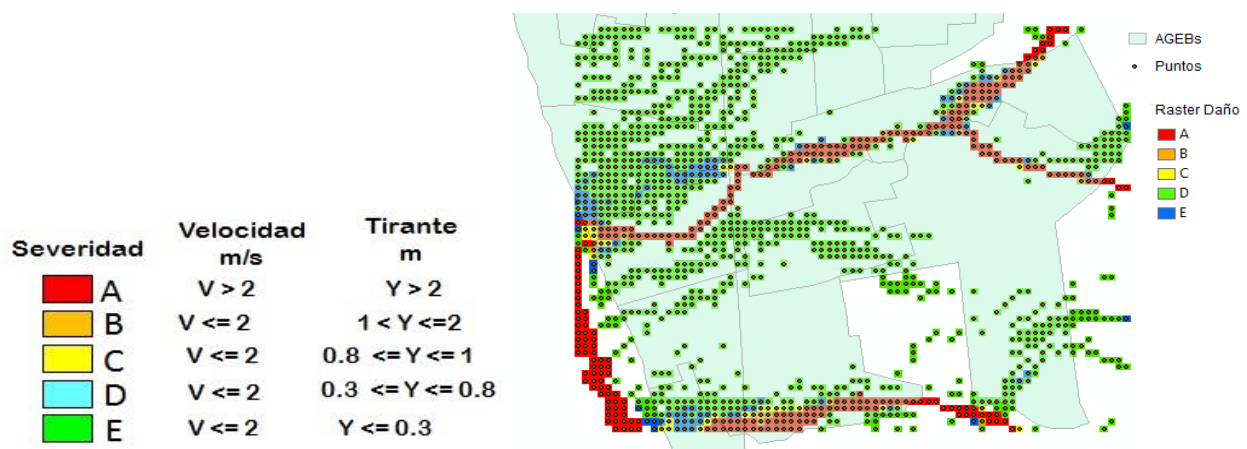 Severidad Velocidad m/s Tirante m
A V > 2 Y > 2
B V <= 2 1 < Y <=2
C V <= 2 0.8 <= Y <= 1
D V <= 2 0.3 <= Y <= 0.8
E V <= 2 Y <= 0.3
AGEBs
Puntos
Raster Daño
A
B
C
D
E